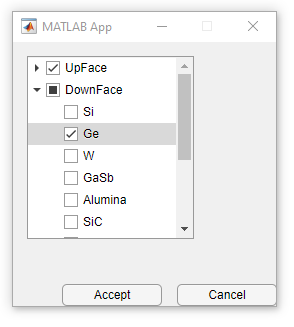 MATLAB App
UpFace
DownFace
Si
Ge
W
GaSb
Alumina
SiC
Accept Cancel